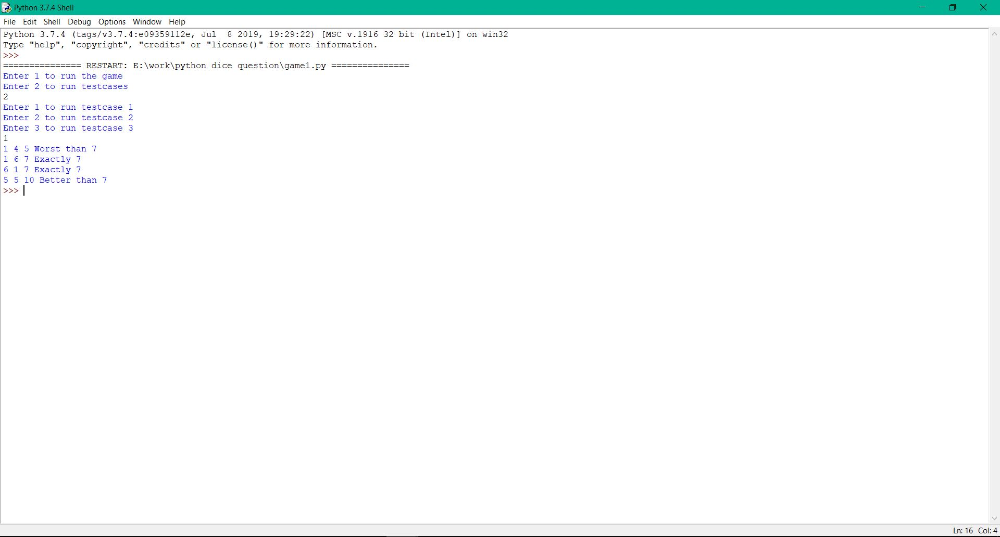 Python 3.7.4 Shell
File Edit Shell Debug Options Window Help
Python 3.7.4 (tags/v3.7.4:e09359112e, Jul  8 2019, 19:29:22) [MSC v.1916 32 bit (Intel)] on win32
Type "help", "copyright", "credits" or "license()" for more information.
>>>
=============== RESTART: E:\work\python dice question\game1.py ===============
Enter 1 to run the game
Enter 2 to run testcases
2
Enter 1 to run testcase 1
Enter 2 to run testcase 2
Enter 3 to run testcase 3
1
1 4 5 Worst than 7
1 6 7 Exactly 7
6 1 7 Exactly 7
5 5 10 Better than 7
>>>
Ln: 16 Col: 4